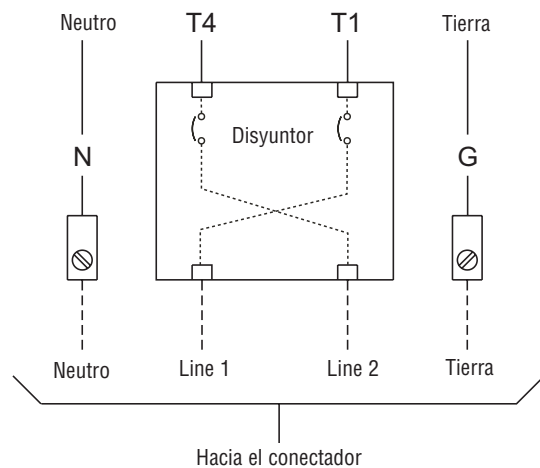 Neutro T4 T1 Tierra
Disyuntor
N G
Neutro Line 1 Line 2 Tierra
Hacia el conectador